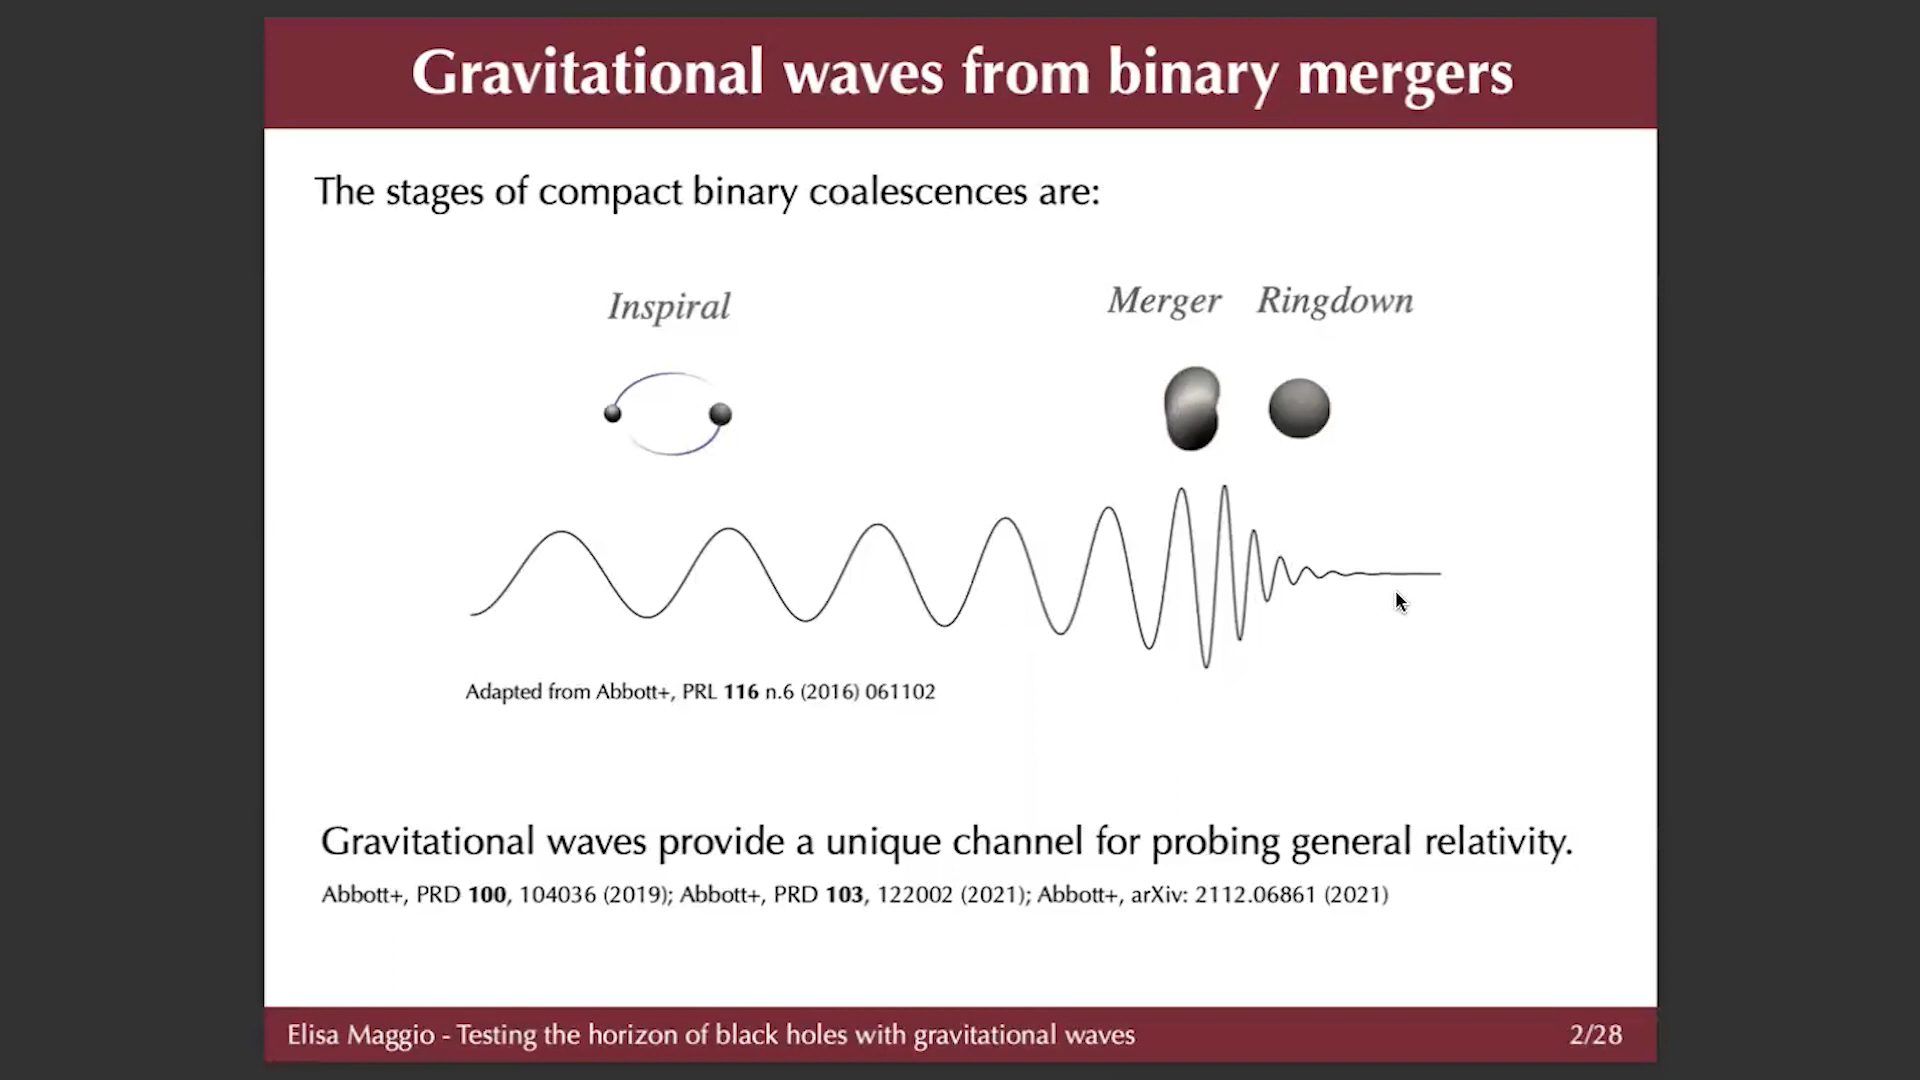 Gravitational waves from binary mergers
The stages of compact binary coalescences are:
Inspiral
Merger Ringdown
Adapted from Abbott+, PRL 116 n.6 (2016) 061102
Gravitational waves provide a unique channel for probing general relativity.
Abbott+, PRD 100, 104036 (2019); Abbott+, PRD 103, 122002 (2021); Abbott+, arXiv: 2112.06861 (2021)
Elisa Maggio - Testing the horizon of black holes with gravitational waves
2/28